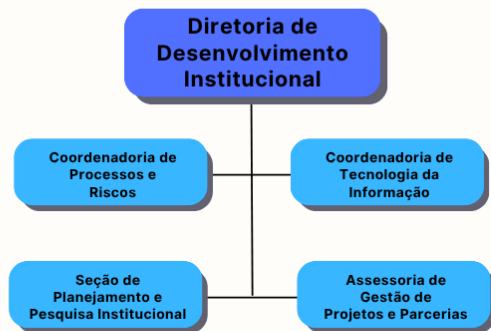 Diretoria de
Desenvolvimento
Institucional
Coordenadoria de
Processos e
Riscos
Coordenadoria de
Tecnologia da
Informação
Seção de
Planejamento e
Pesquisa Institucional
Assessoria de
Gestão de
Projetos e Parcerias